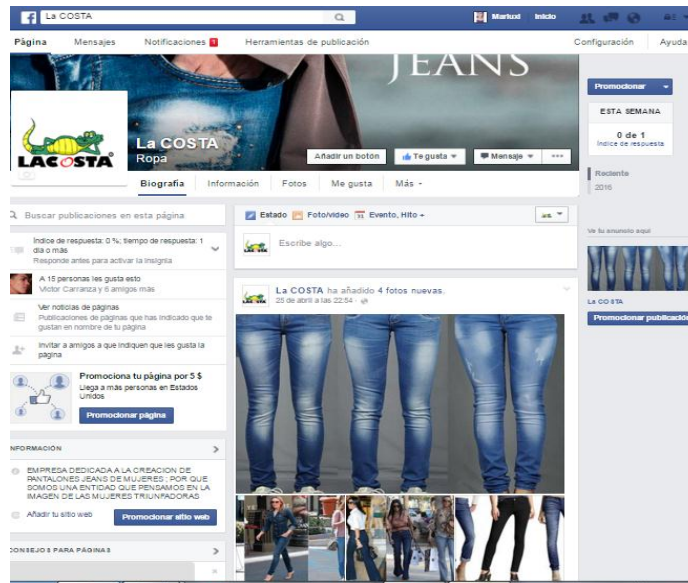 La COSTA
Mariuxi Inicio
Página Mensajes Notificaciones 1 Herramientas de publicación Configuración Ayuda
JEANS
LACOSTA
La COSTA
Ropa
Añadir un botón Te gusta Mensaje
Biografía Información Fotos Me gusta Más
Promocionar
ESTA SEMANA
0 de 1
Índice de respuesta
Reciente
2016
Buscar publicaciones en esta página
Índice de respuesta: 0 %; tiempo de respuesta: 1
día o más
Responde antes para activar la insignia
A 15 personas les gusta esto
Victor Carranza y 6 amigos más
Ver noticias de páginas
Publicaciones de páginas que has indicado que te
gustan en nombre de tu página
Invitar a amigos a que indiquen que les gusta la
página
Promociona tu página por 5 $
Llega a más personas en Estados
Unidos
Promocionar página
INFORMACIÓN
EMPRESA DEDICADA A LA CREACION DE
PANTALONES JEANS DE MUJERES ; POR QUE
SOMOS UNA ENTIDAD QUE PENSAMOS EN LA
IMAGEN DE LAS MUJERES TRIUNFADORAS
Añadir tu sitio web Promocionar sitio web
CONSEJOS PARA PÁGINAS
Estado Foto/vídeo Evento, Hito +
Escribe algo...
La COSTA ha añadido 4 fotos nuevas.
25 de abril a las 22:54
Ve tu anuncio aquí
La COSTA
Promocionar publicación